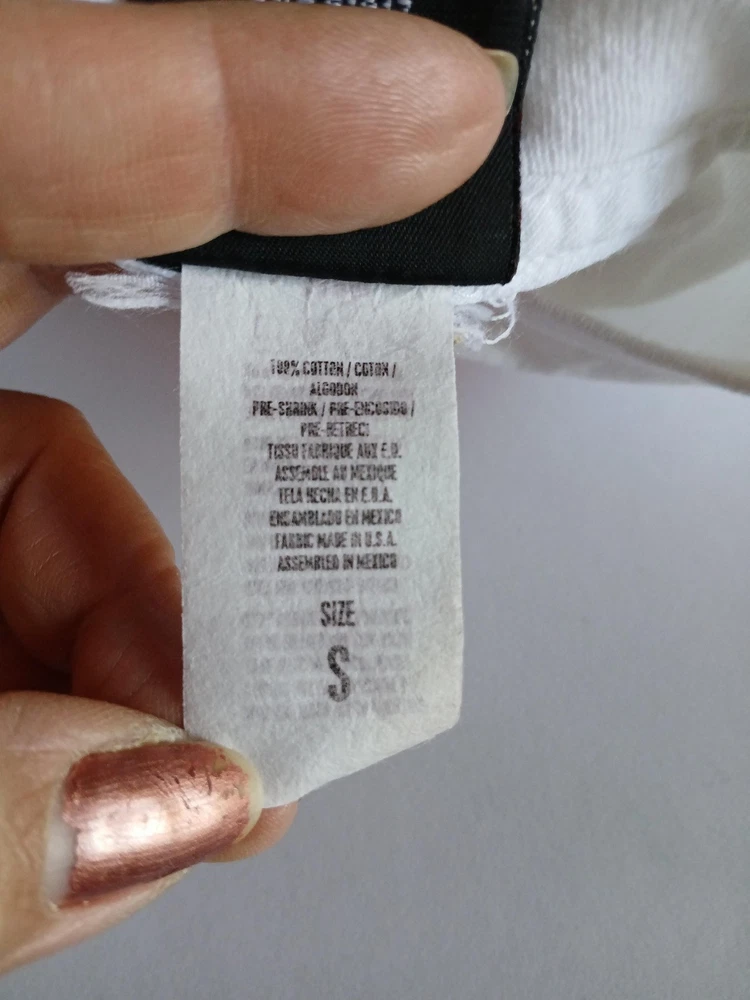 100% COTTON / COTON /
ALGODON
PRE-SHRINK / PRE-ENCOGIDO /
PRE-RETRECI
TISSU FABRIQUE AUX E.U.
ASSEMBLE AU MEXIQUE
TELA HECHA EN E.U.A.
ENSAMBLADO EN MEXICO
FABRIC MADE IN U.S.A.
ASSEMBLED IN MEXICO
SIZE
S